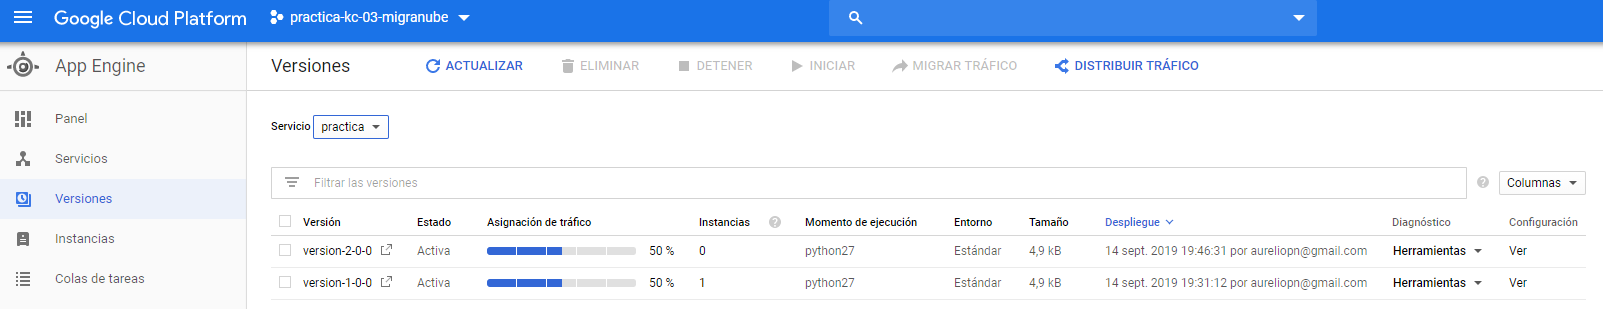 Google Cloud Platform practica-kc-03-migranube
App Engine
Versiones ACTUALIZAR ELIMINAR DETENER INICIAR MIGRAR TRÁFICO DISTRIBUIR TRÁFICO
Panel
Servicios
Versiones
Instancias
Colas de tareas
Servicio practica
Filtrar las versiones
Columnas
Versión Estado Asignación de tráfico Instancias Momento de ejecución Entorno Tamaño Despliegue Diagnóstico Configuración
version-2-0-0 Activa 50 % 0 python27 Estándar 4,9 kB 14 sept. 2019 19:46:31 por aureliopn@gmail.com Herramientas Ver
version-1-0-0 Activa 50 % 1 python27 Estándar 4,9 kB 14 sept. 2019 19:31:12 por aureliopn@gmail.com Herramientas Ver